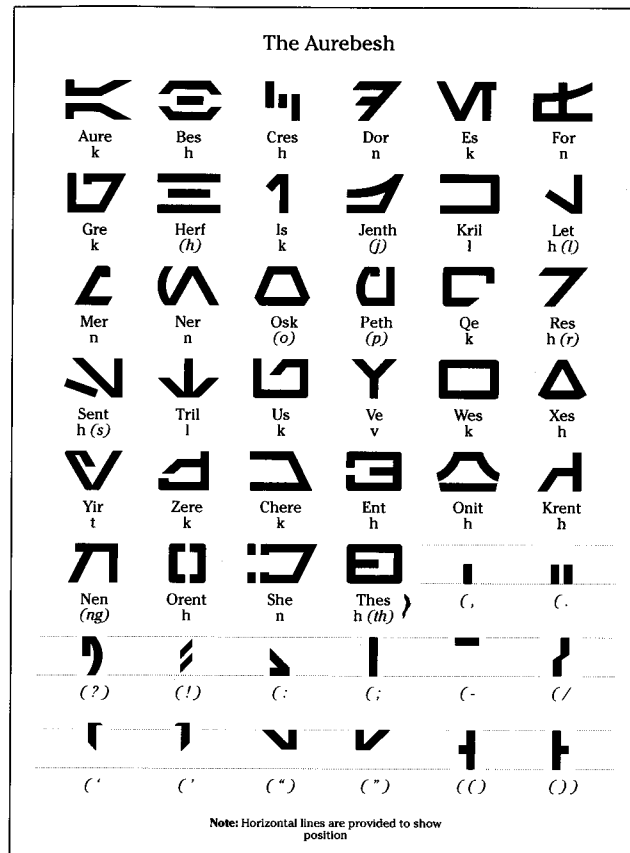 The Aurebesh
Aure Bes Cres Dor Es For
k h h n k n
Gre Herf Is Jenth Kril Let
k (h) k (j) l h (l)
Mer Ner Osk Peth Qe Res
n n (o) (p) k h (r)
Sent Tril Us Ve Wes Xes
h (s) l k v k h
Yir Zere Chere Ent Onit Krent
t k k h h h
Nen Orent She Thes
(ng) h n h (th) (, (.
(?) (!) (: (; (- (/
(‘ (’ (“) (”) (() ())
Note: Horizontal lines are provided to show
position